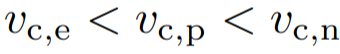 v_{c,e} < v_{c,p} < v_{c,n}